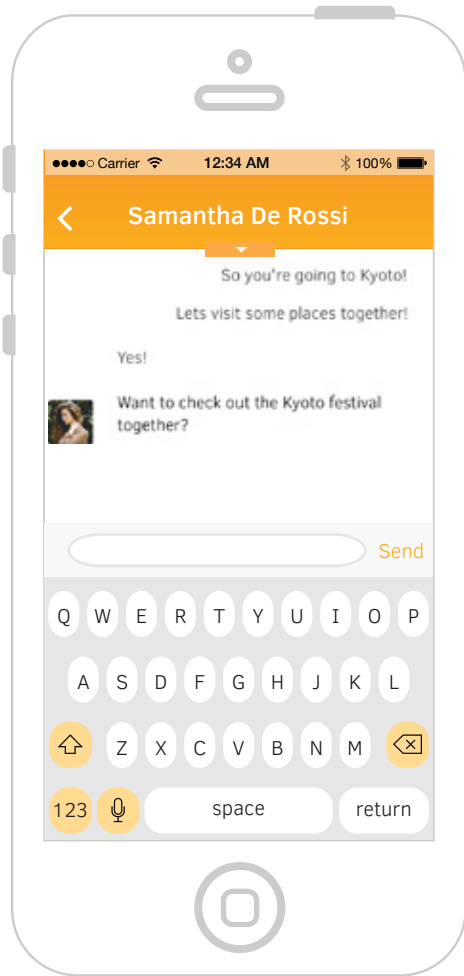 Carrier 12:34 AM 100%
Samantha De Rossi
So you're going to Kyoto!
Lets visit some places together!
Yes!
Want to check out the Kyoto festival
together?
Send
Q W E R T Y U I O P
A S D F G H J K L
Z X C V B N M
123 space return